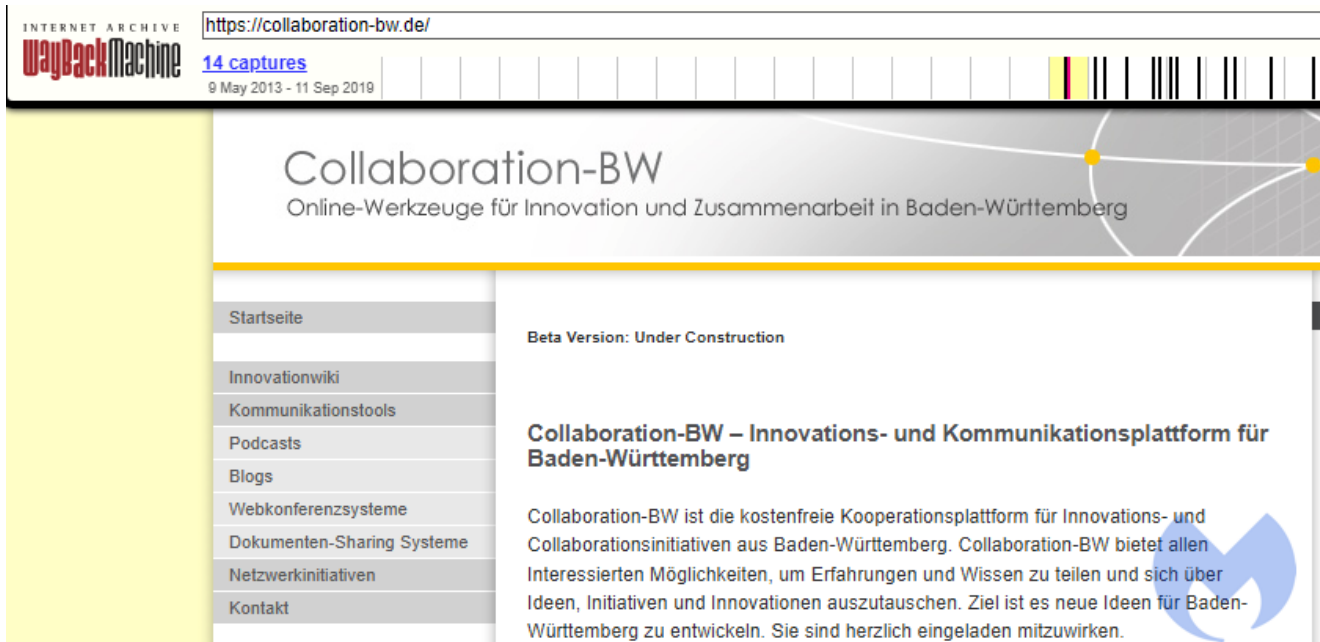 INTERNET ARCHIVE
WayBackMachine
https://collaboration-bw.de/
14 captures
9 May 2013 - 11 Sep 2019
Collaboration-BW
Online-Werkzeuge für Innovation und Zusammenarbeit in Baden-Württemberg
Startseite
Innovationwiki
Kommunikationstools
Podcasts
Blogs
Webkonferenzsysteme
Dokumenten-Sharing Systeme
Netzwerkinitiativen
Kontakt
Beta Version: Under Construction
Collaboration-BW – Innovations- und Kommunikationsplattform für
Baden-Württemberg
Collaboration-BW ist die kostenfreie Kooperationsplattform für Innovations- und
Collaborationsinitiativen aus Baden-Württemberg. Collaboration-BW bietet allen
Interessierten Möglichkeiten, um Erfahrungen und Wissen zu teilen und sich über
Ideen, Initiativen und Innovationen auszutauschen. Ziel ist es neue Ideen für Baden-
Württemberg zu entwickeln. Sie sind herzlich eingeladen mitzuwirken.